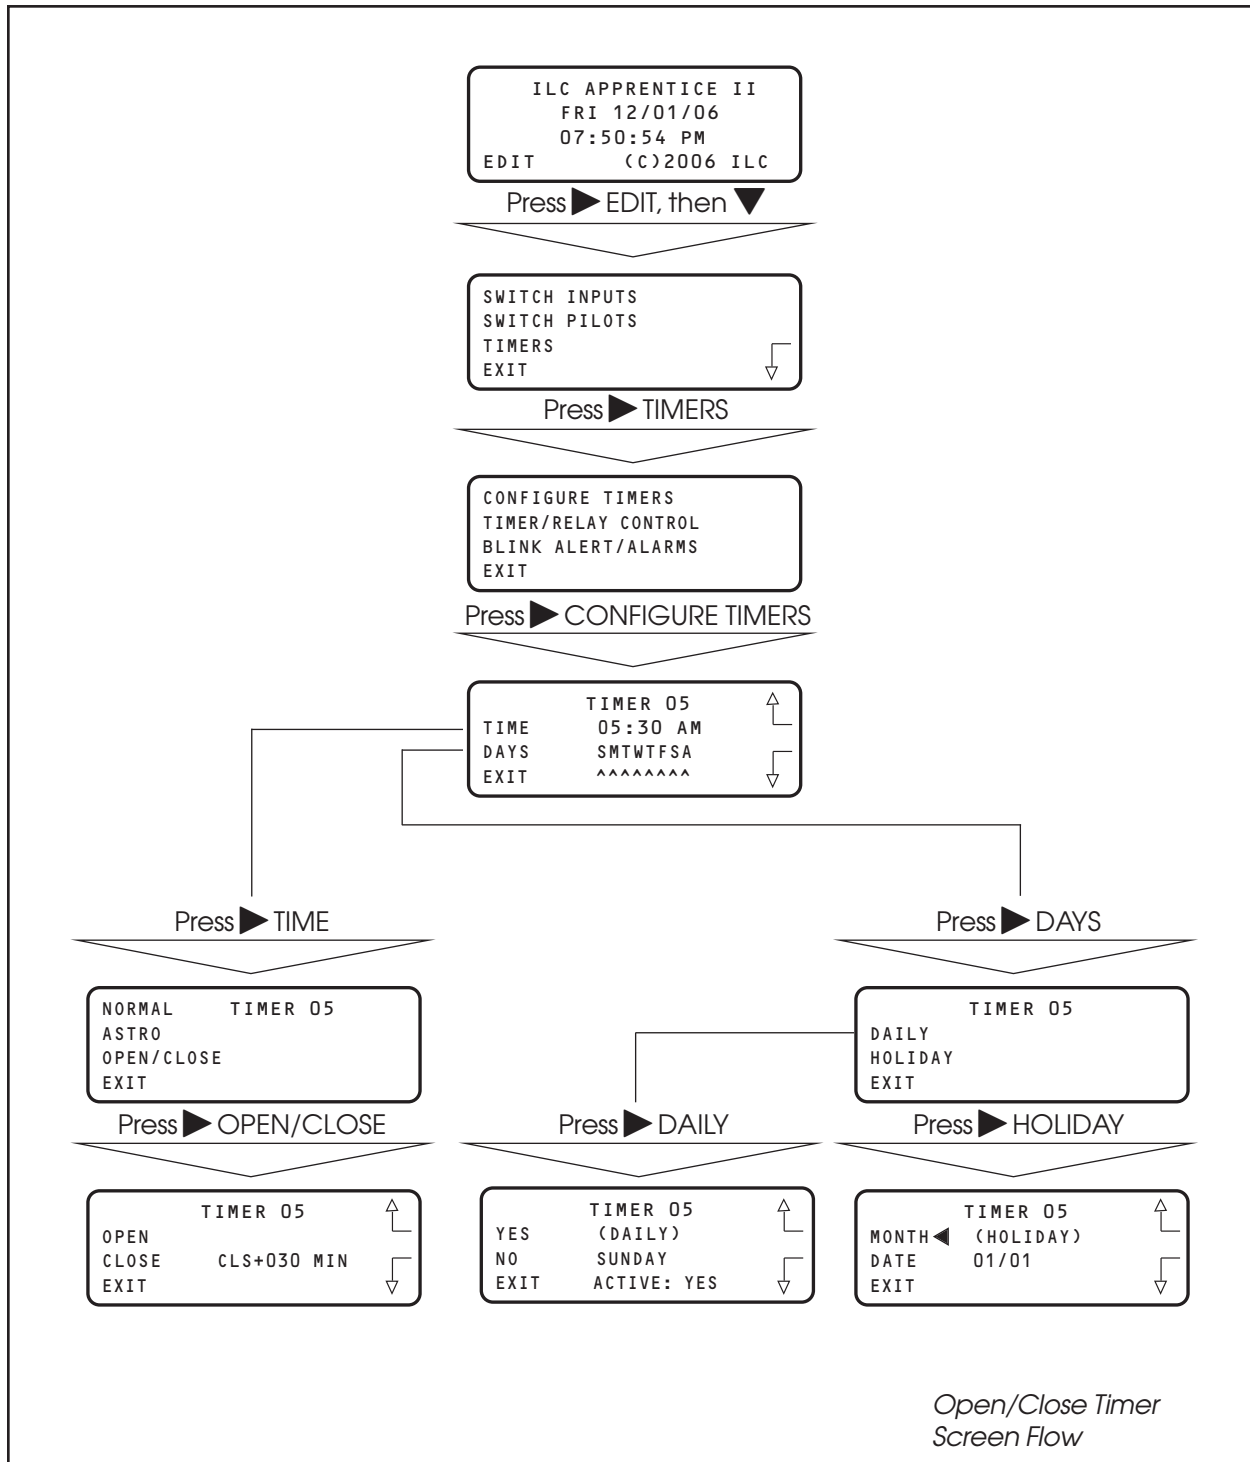 ILC APPRENTICE II
FRI 12/01/06
07:50:54 PM
EDIT (C)2006 ILC
Press ▶ EDIT, then ▼
SWITCH INPUTS
SWITCH PILOTS
TIMERS
EXIT
Press ▶ TIMERS
CONFIGURE TIMERS
TIMER/RELAY CONTROL
BLINK ALERT/ALARMS
EXIT
Press ▶ CONFIGURE TIMERS
TIMER 05
TIME 05:30 AM
DAYS SMTWTFSA
EXIT ^^^^^^^^
Press ▶ TIME
NORMAL TIMER 05
ASTRO
OPEN/CLOSE
EXIT
Press ▶ OPEN/CLOSE
TIMER 05
OPEN
CLOSE CLS+030 MIN
EXIT
Press ▶ DAYS
TIMER 05
DAILY
HOLIDAY
EXIT
Press ▶ DAILY
TIMER 05
YES (DAILY)
NO SUNDAY
EXIT ACTIVE: YES
Press ▶ HOLIDAY
TIMER 05
MONTH◀ (HOLIDAY)
DATE 01/01
EXIT
Open/Close Timer
Screen Flow